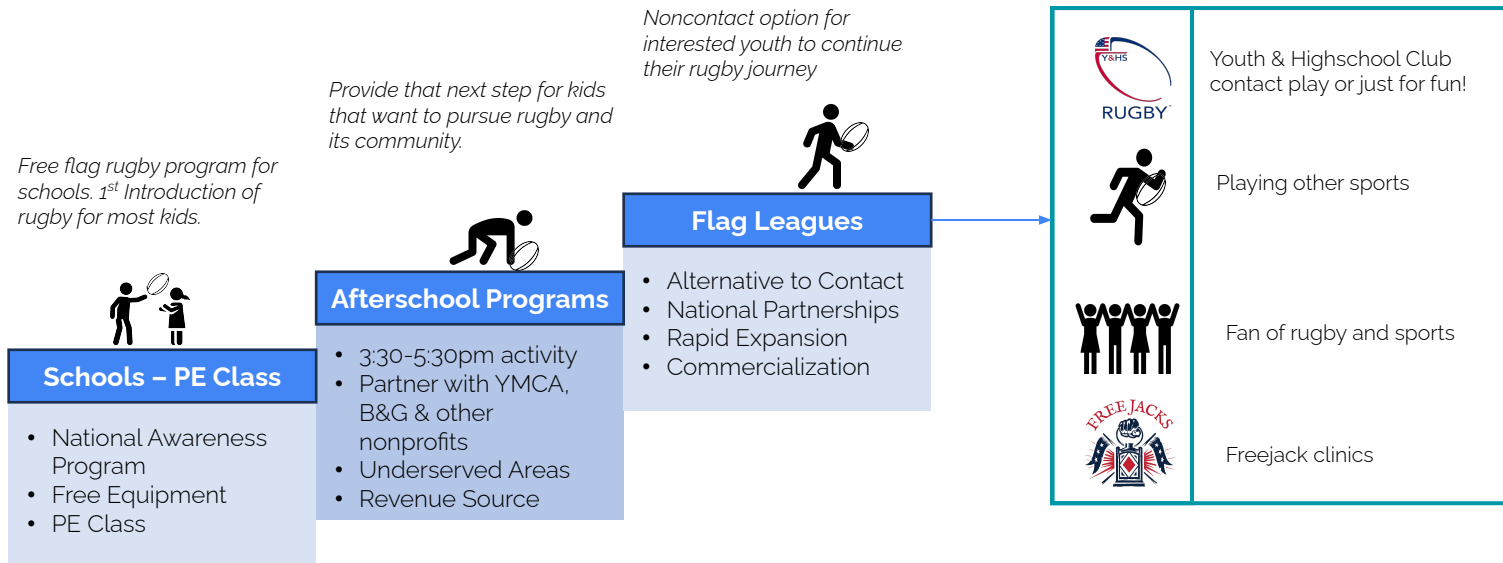 Free flag rugby program for
schools. 1st Introduction of
rugby for most kids.
Schools – PE Class
• National Awareness
Program
• Free Equipment
• PE Class
Provide that next step for kids
that want to pursue rugby and
its community.
Afterschool Programs
• 3:30-5:30pm activity
• Partner with YMCA,
B&G & other
nonprofits
• Underserved Areas
• Revenue Source
Noncontact option for
interested youth to continue
their rugby journey
Flag Leagues
• Alternative to Contact
• National Partnerships
• Rapid Expansion
• Commercialization
Y&HS
RUGBY
Youth & Highschool Club
contact play or just for fun!
Playing other sports
Fan of rugby and sports
FREE JACKS
Freejack clinics